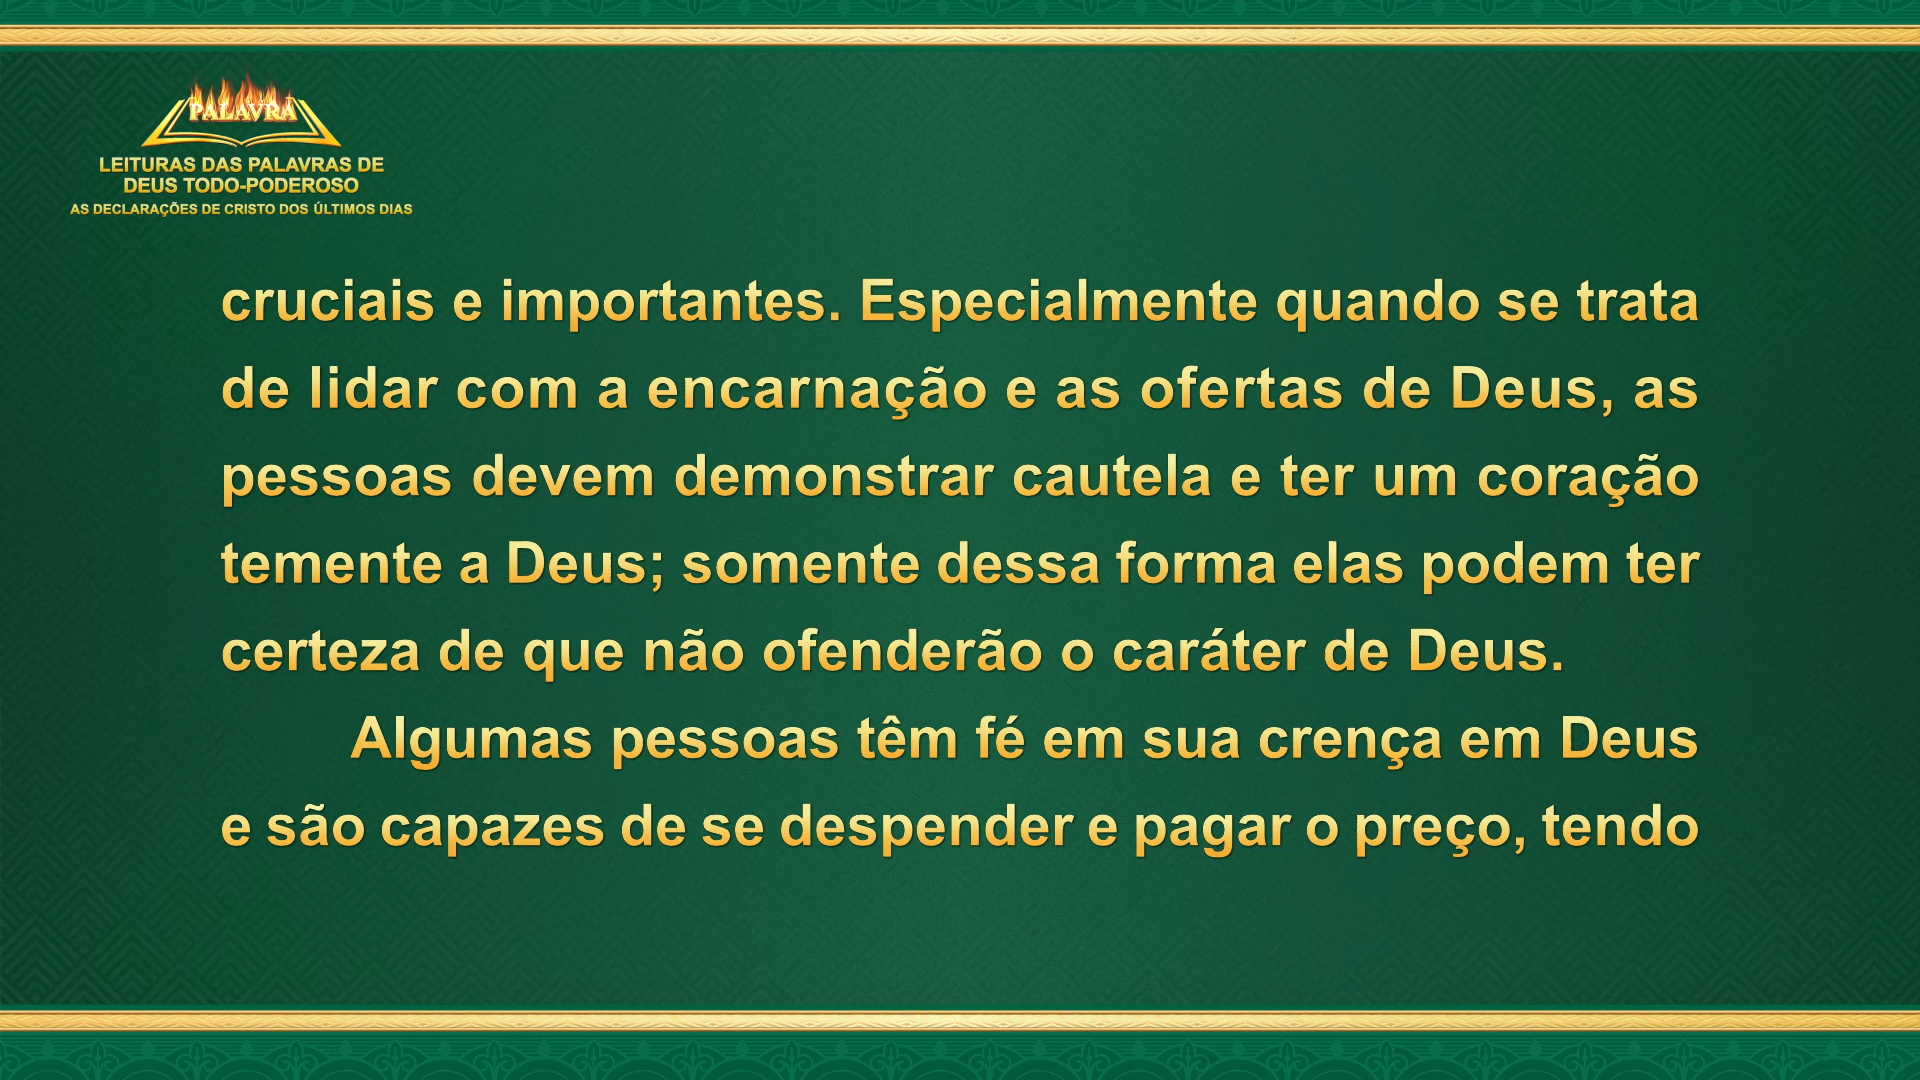 PALAVRA
LEITURAS DAS PALAVRAS DE
DEUS TODO-PODEROSO
AS DECLARAÇÕES DE CRISTO DOS ÚLTIMOS DIAS
cruciais e importantes. Especialmente quando se trata
de lidar com a encarnação e as ofertas de Deus, as
pessoas devem demonstrar cautela e ter um coração
temente a Deus; somente dessa forma elas podem ter
certeza de que não ofenderão o caráter de Deus.
Algumas pessoas têm fé em sua crença em Deus
e são capazes de se despender e pagar o preço, tendo